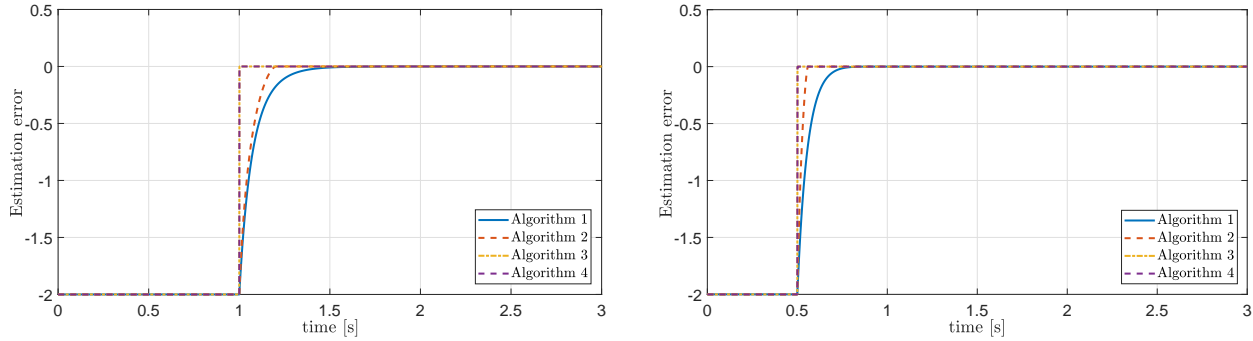 0.5
0
-0.5
-1
-1.5
-2
Estimation error
0 0.5 1 1.5 2 2.5 3
time [s]
Algorithm 1
Algorithm 2
Algorithm 3
Algorithm 4
0.5
0
-0.5
-1
-1.5
-2
Estimation error
0 0.5 1 1.5 2 2.5 3
time [s]
Algorithm 1
Algorithm 2
Algorithm 3
Algorithm 4